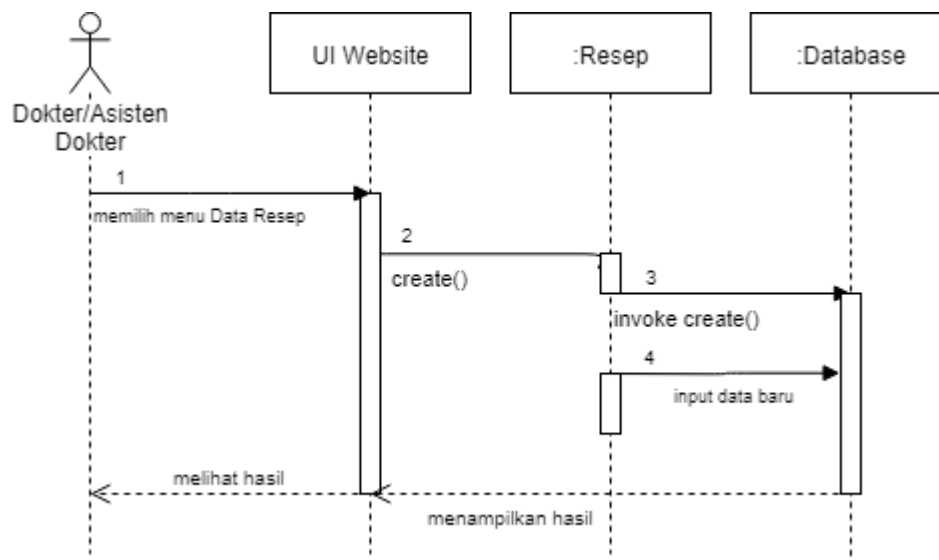 UI Website
:Resep
:Database
Dokter/Asisten
Dokter
1
memilih menu Data Resep
2
create()
3
invoke create()
4
input data baru
melihat hasil
menampilkan hasil